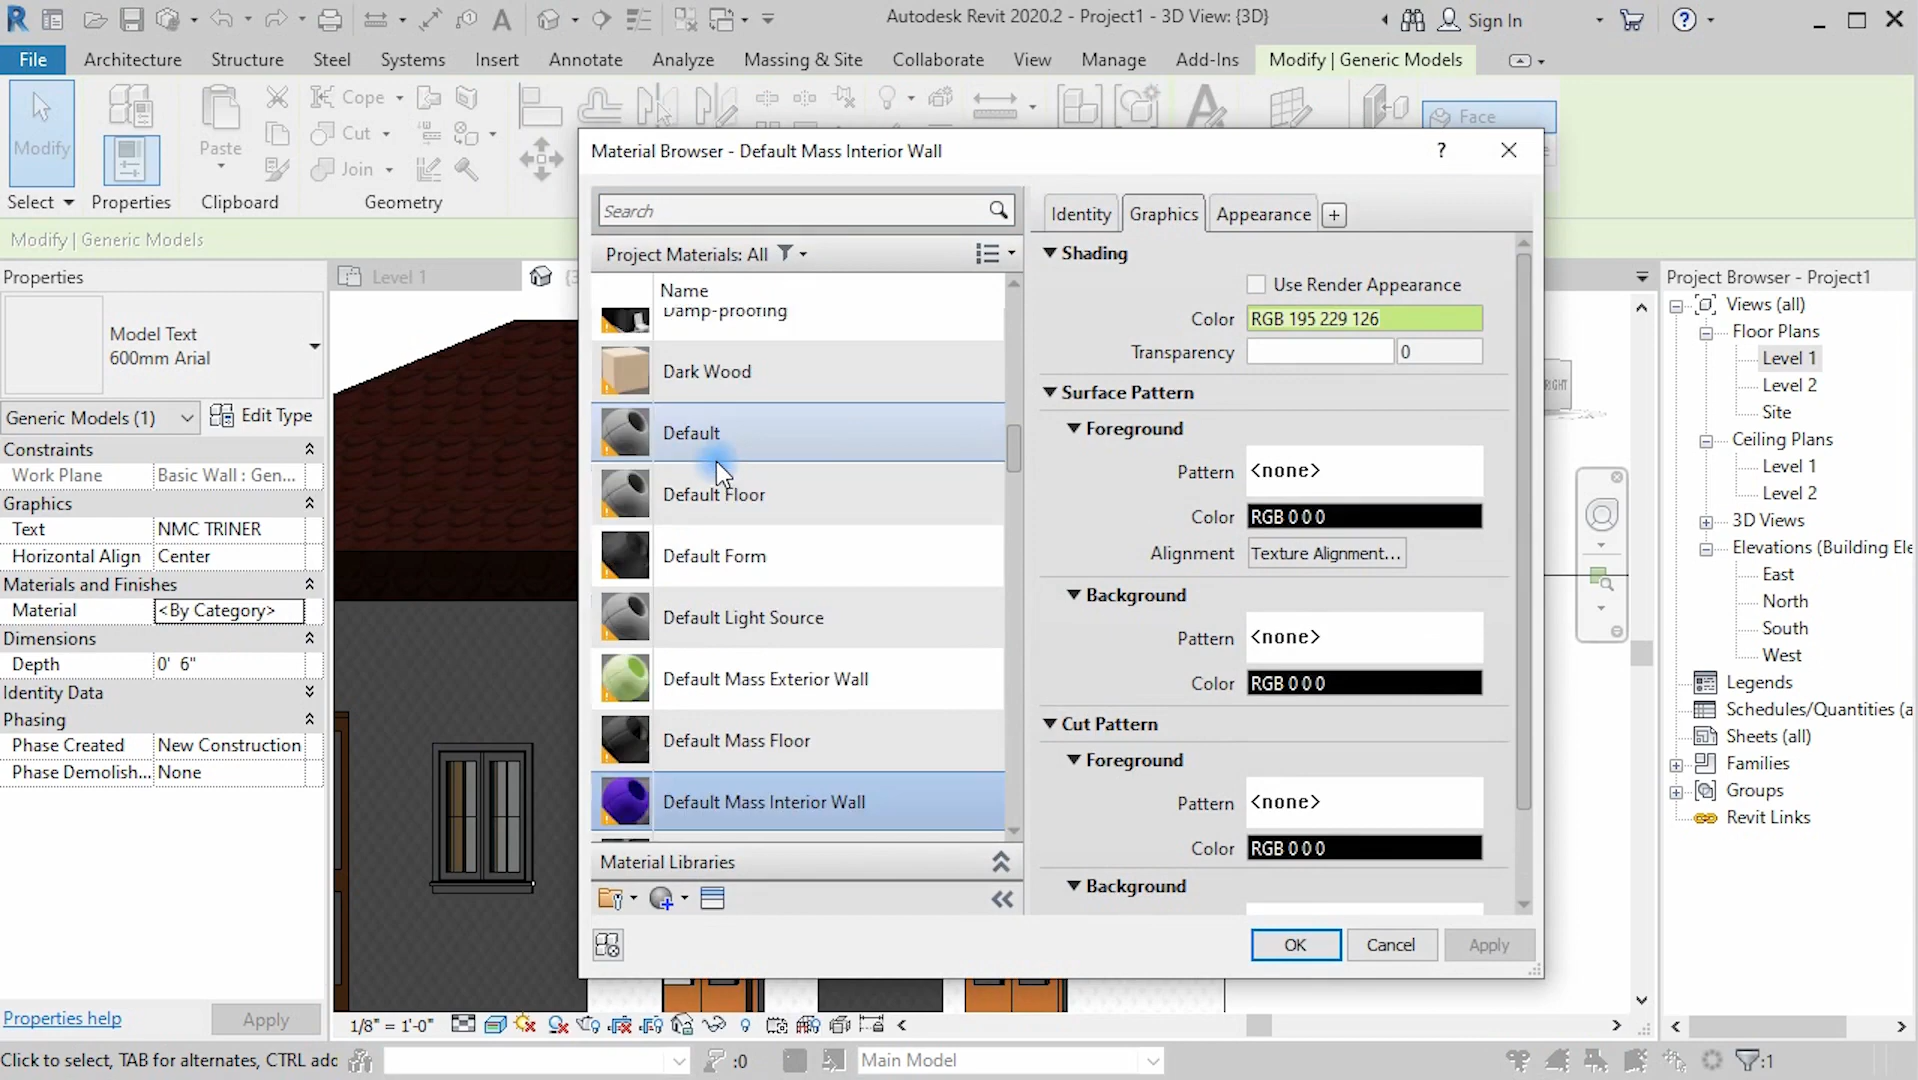 Autodesk Revit 2020.2 - Project1 - 3D View: {3D}
Sign In
File
Architecture
Structure
Steel
Systems
Insert
Annotate
Analyze
Massing & Site
Collaborate
View
Manage
Add-Ins
Modify | Generic Models
Modify
Paste
Cope
Cut
Join
Face
Select
Properties
Clipboard
Geometry
Modify | Generic Models
Properties
Model Text
600mm Arial
Generic Models (1)
Edit Type
Constraints
Work Plane
Basic Wall : Gen...
Graphics
Text
NMC TRINER
Horizontal Align
Center
Materials and Finishes
Material
<By Category>
Dimensions
Depth
0' 6"
Identity Data
Phasing
Phase Created
New Construction
Phase Demolish...
None
Properties help
Apply
Level 1
Material Browser - Default Mass Interior Wall
?
Search
Project Materials: All
Name
Damp-proofing
Dark Wood
Default
Default Floor
Default Form
Default Light Source
Default Mass Exterior Wall
Default Mass Floor
Default Mass Interior Wall
Material Libraries
Identity
Graphics
Appearance
+
Shading
Use Render Appearance
Color
RGB 195 229 126
Transparency
0
Surface Pattern
Foreground
Pattern
<none>
Color
RGB 0 0 0
Alignment
Texture Alignment...
Background
Pattern
<none>
Color
RGB 0 0 0
Cut Pattern
Foreground
Pattern
<none>
Color
RGB 0 0 0
Background
OK
Cancel
Apply
Project Browser - Project1
Views (all)
Floor Plans
Level 1
Level 2
Site
Ceiling Plans
Level 1
Level 2
3D Views
Elevations (Building Ele
East
North
South
West
Legends
Schedules/Quantities (a
Sheets (all)
Families
Groups
Revit Links
1/8" = 1'-0"
Click to select, TAB for alternates, CTRL adc
:0
Main Model
:1